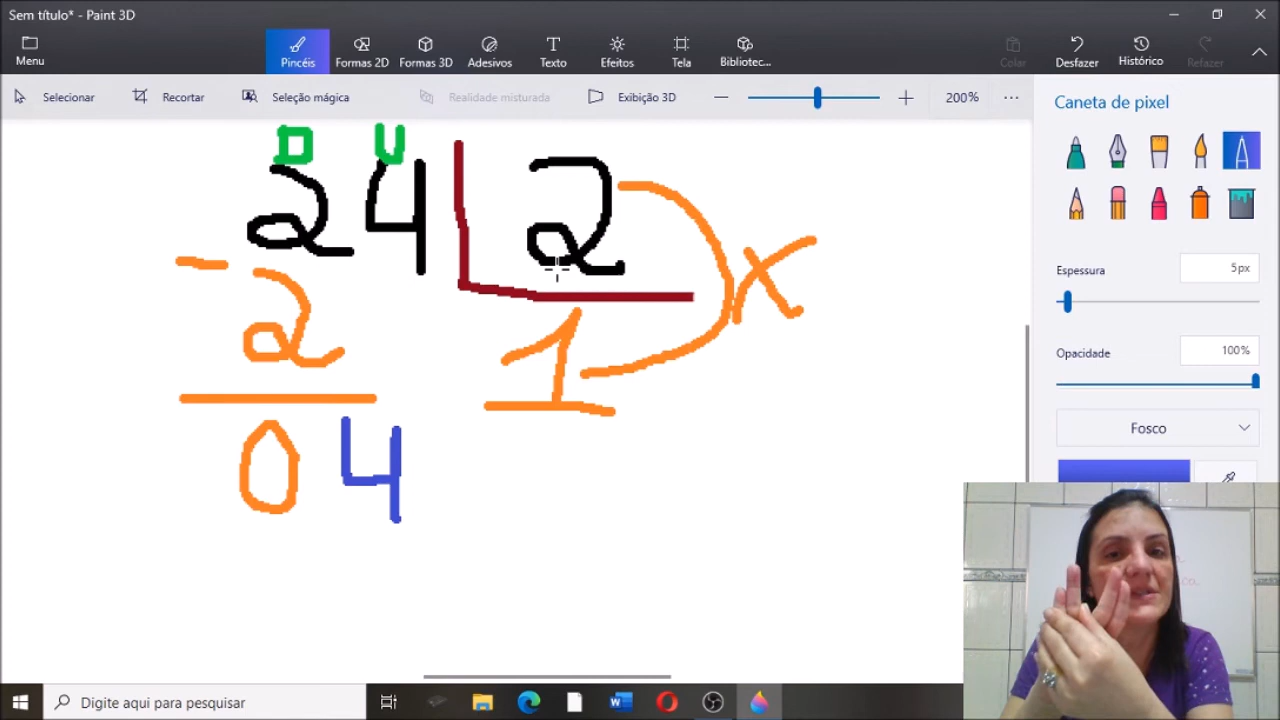 Sem título* - Paint 3D
Menu
Pincéis
Formas 2D
Formas 3D
Adesivos
Texto
Efeitos
Tela
Bibliotec...
Colar
Desfazer
Histórico
Refazer
Selecionar
Recortar
Seleção mágica
Realidade misturada
Exibição 3D
200%
Caneta de pixel
Espessura
5px
Opacidade
100%
Fosco
D U
24 2
- 2
1
X
0 4
Digite aqui para pesquisar